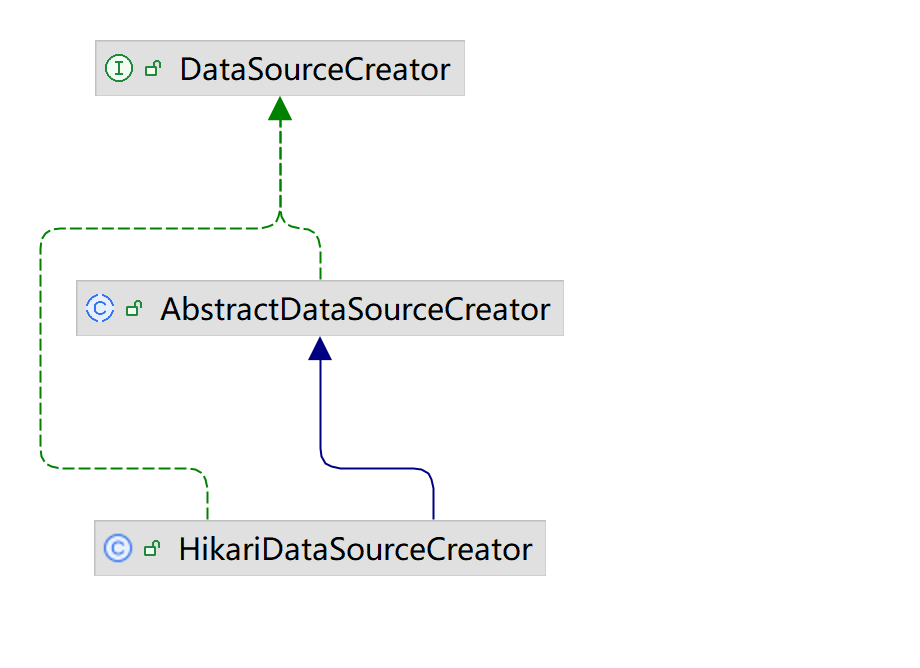 I DataSourceCreator
C AbstractDataSourceCreator
C HikariDataSourceCreator